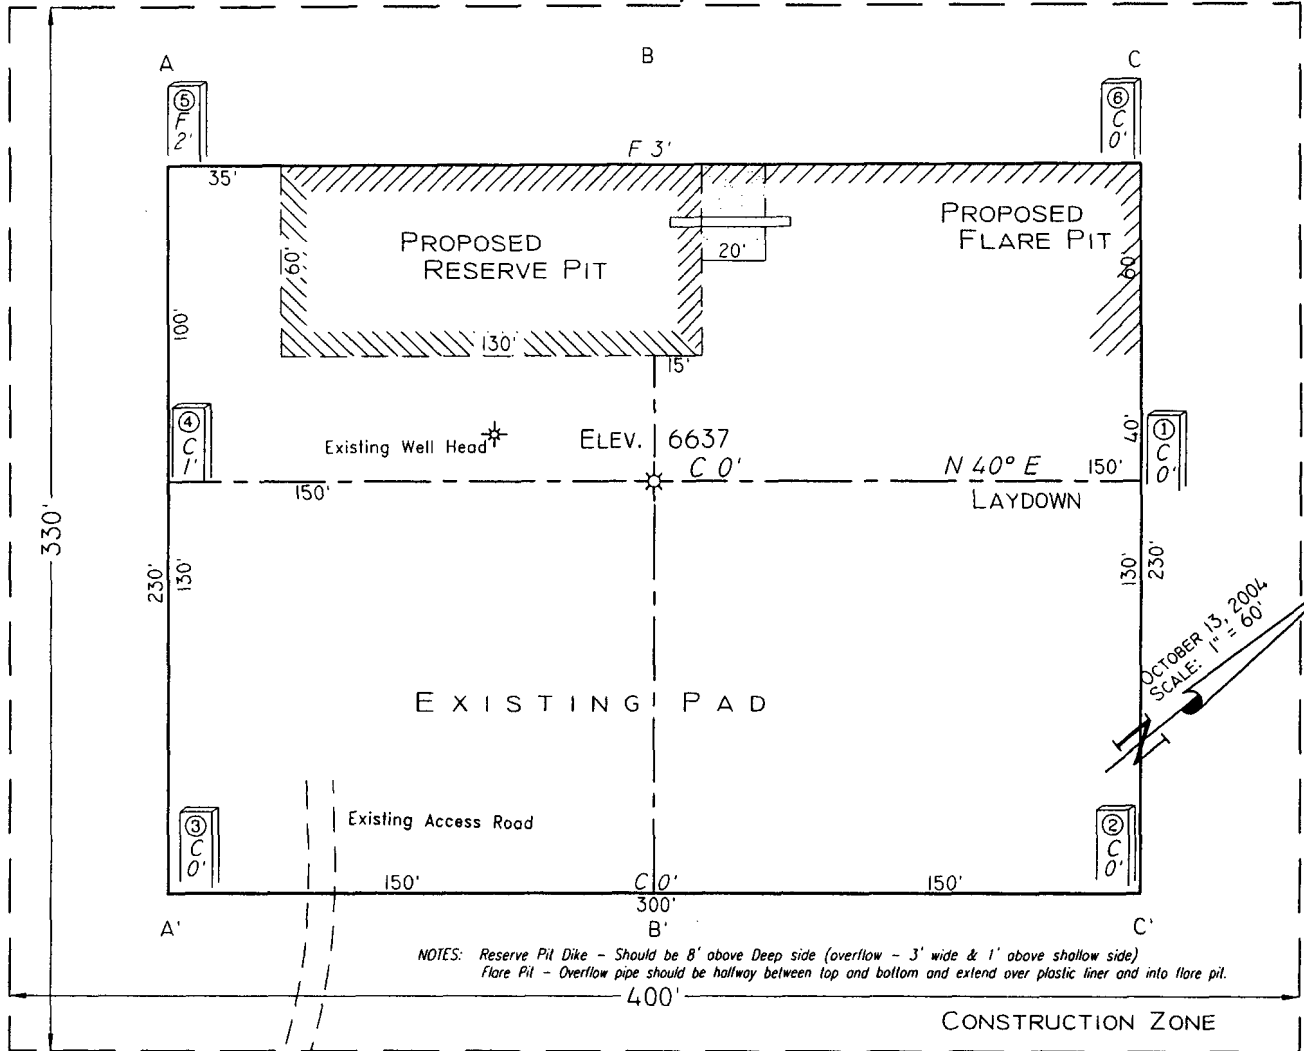 A
B
C
⑤
F
2'
⑥
C
0'
F 3'
35'
PROPOSED
RESERVE PIT
60'
20'
PROPOSED
FLARE PIT
60'
100'
130'
15'
④
C
1'
Existing Well Head
ELEV. 6637
C 0'
N 40° E
150'
40'
①
C
0'
150'
LAYDOWN
330'
230'
130'
130'
230'
OCTOBER 13, 2004
SCALE: 1" = 60'
N
EXISTING PAD
③
C
0'
Existing Access Road
②
C
0'
150'
C 0'
150'
300'
A'
B'
C'
NOTES: Reserve Pit Dike - Should be 8' above Deep side (overflow - 3' wide & 1' above shallow side)
Flare Pit - Overflow pipe should be halfway between top and bottom and extend over plastic liner and into flare pit.
400'
CONSTRUCTION ZONE